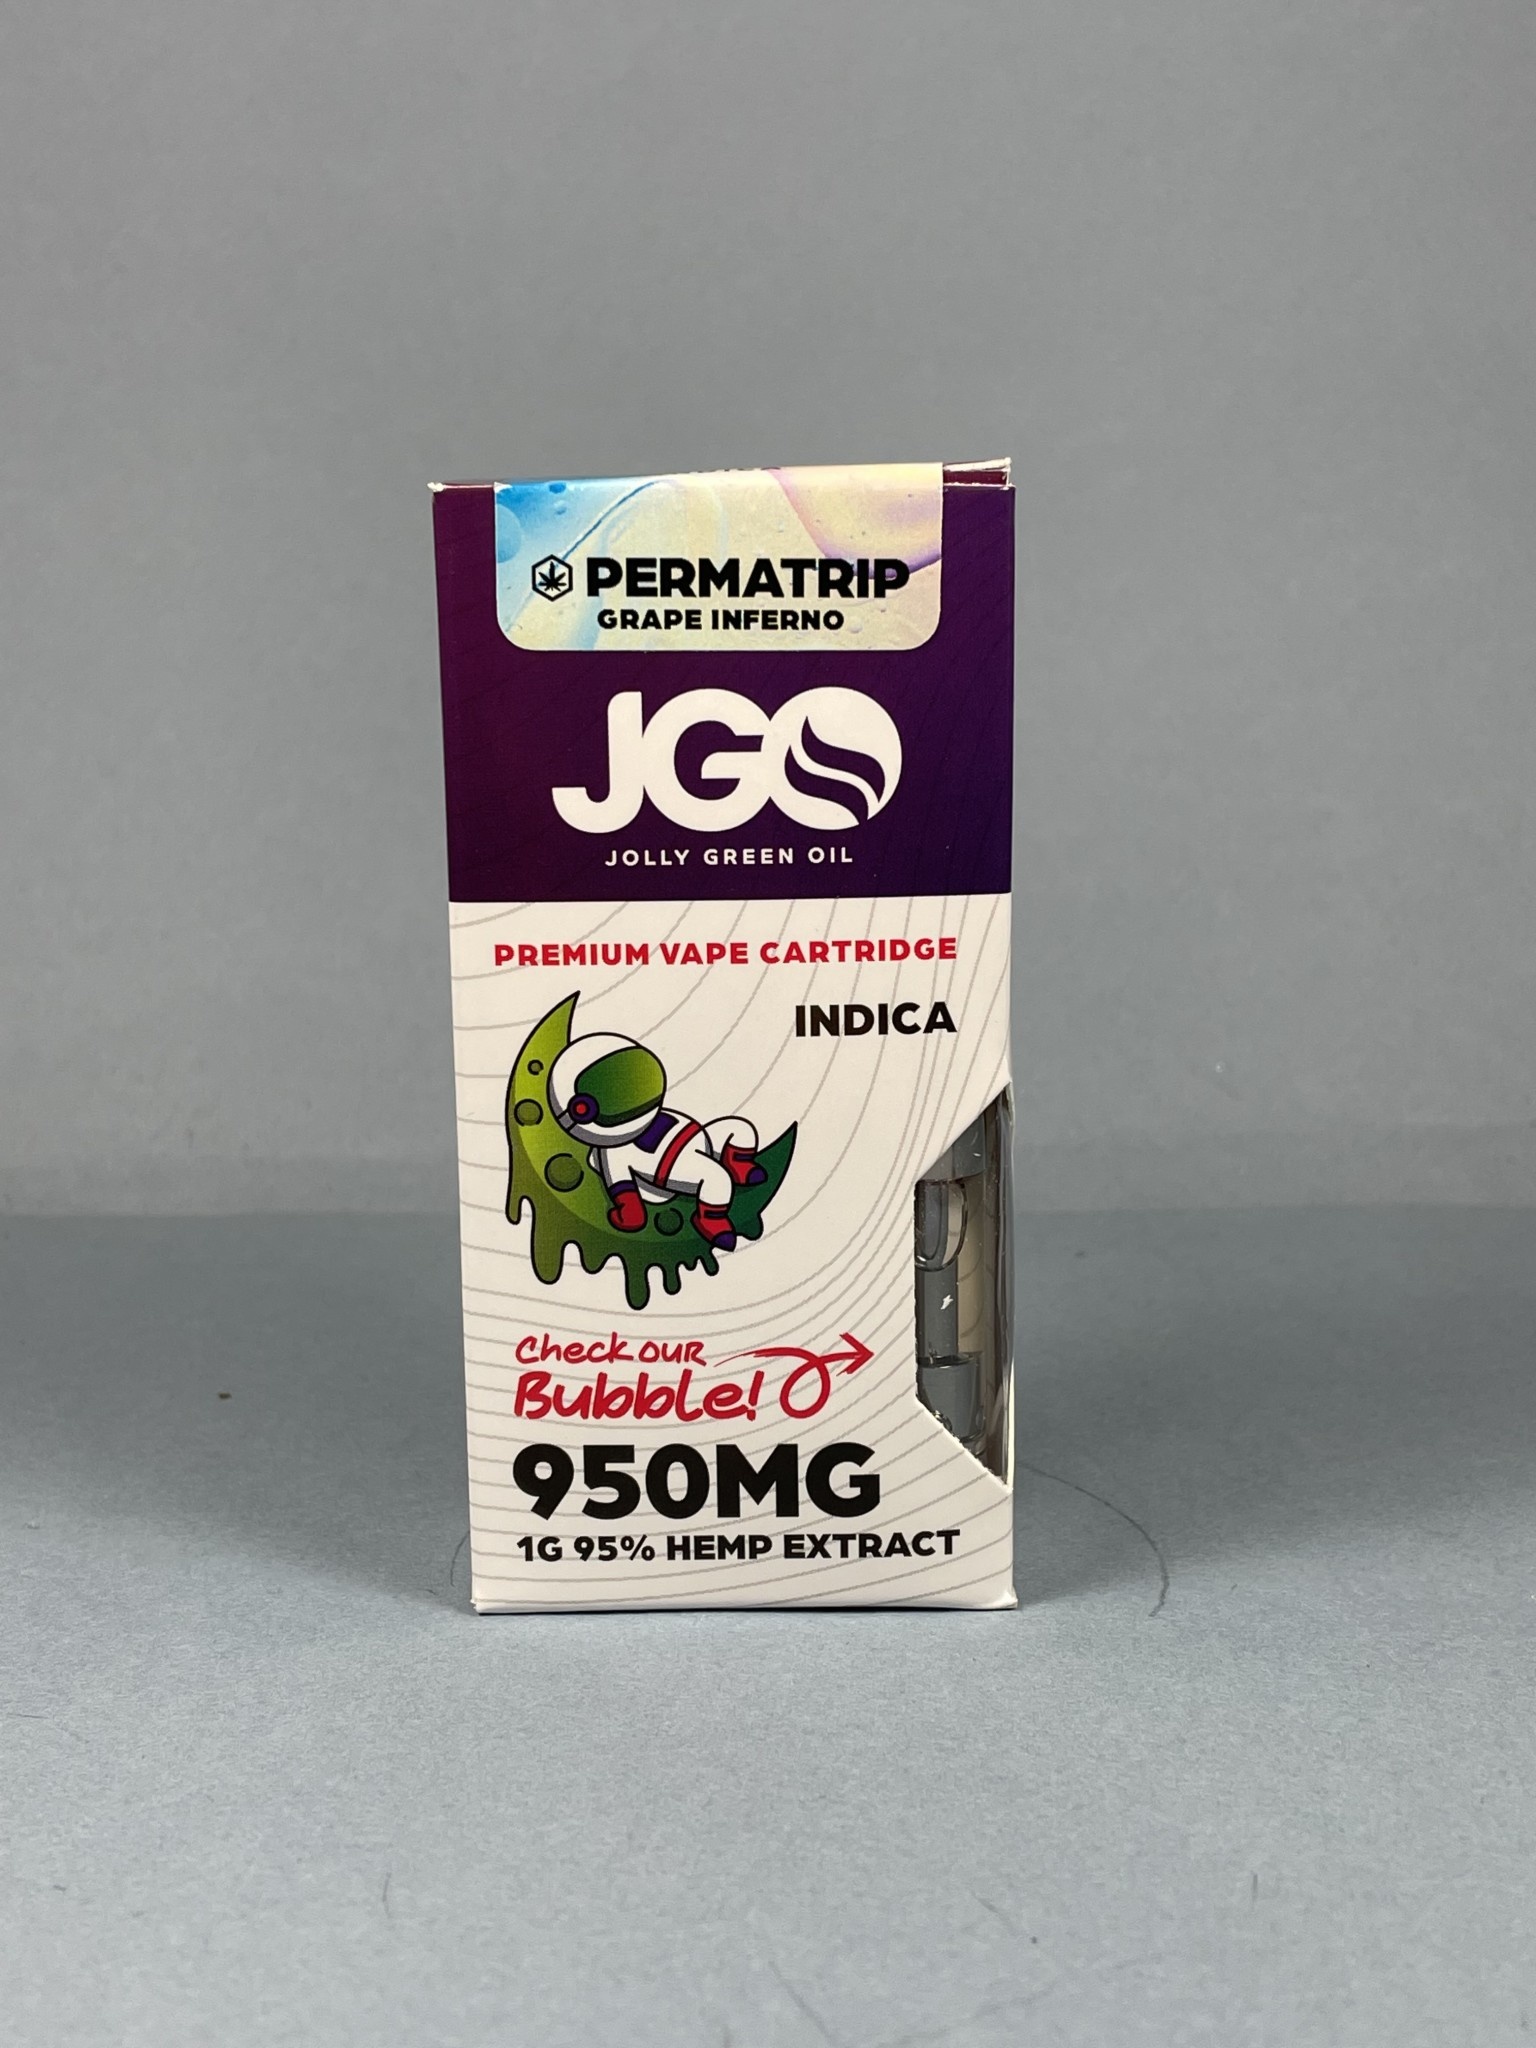 PERMATRIP
GRAPE INFERNO
JGO
JOLLY GREEN OIL
PREMIUM VAPE CARTRIDGE
INDICA
Check our
Bubble!
950MG
1G 95% HEMP EXTRACT